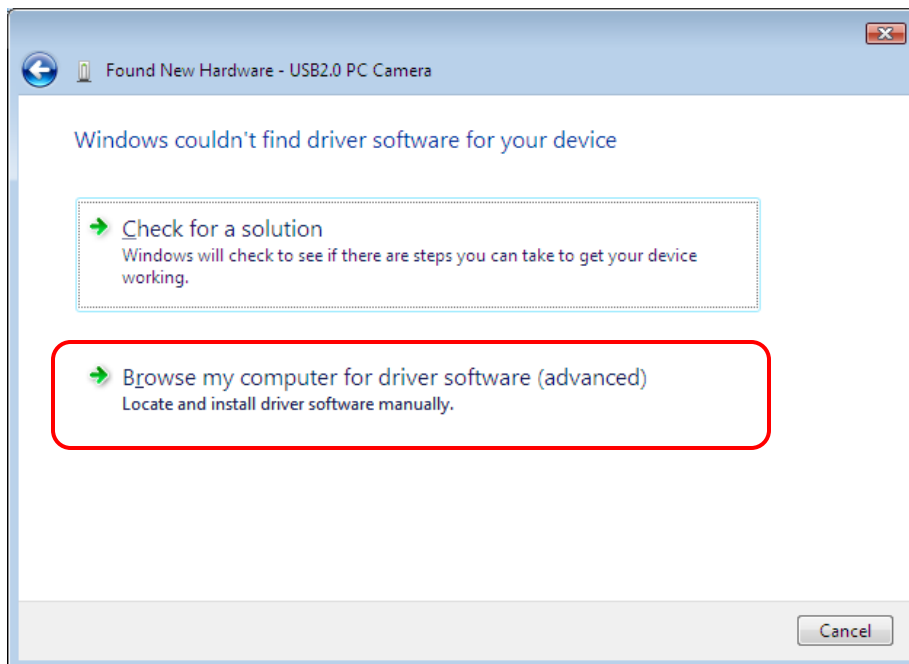 Found New Hardware - USB2.0 PC Camera
Windows couldn't find driver software for your device
Check for a solution
Windows will check to see if there are steps you can take to get your device
working.
Browse my computer for driver software (advanced)
Locate and install driver software manually.
Cancel